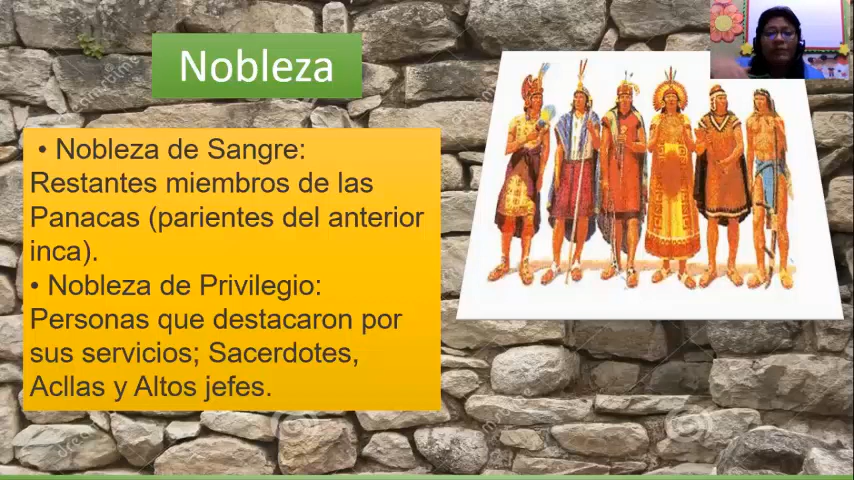 Nobleza
• Nobleza de Sangre:
Restantes miembros de las
Panacas (parientes del anterior
inca).
• Nobleza de Privilegio:
Personas que destacaron por
sus servicios; Sacerdotes,
Acllas y Altos jefes.